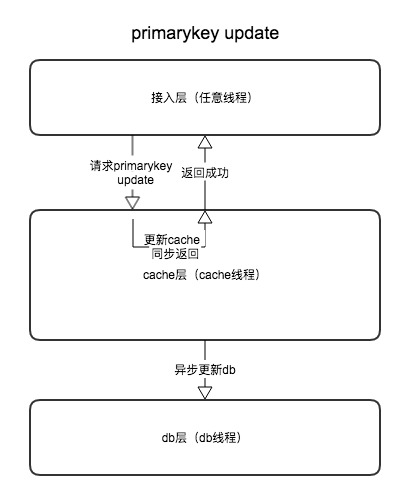 primarykey update
接入层（任意线程）
请求primarykey
update
返回成功
更新cache
同步返回
cache层（cache线程）
异步更新db
db层（db线程）